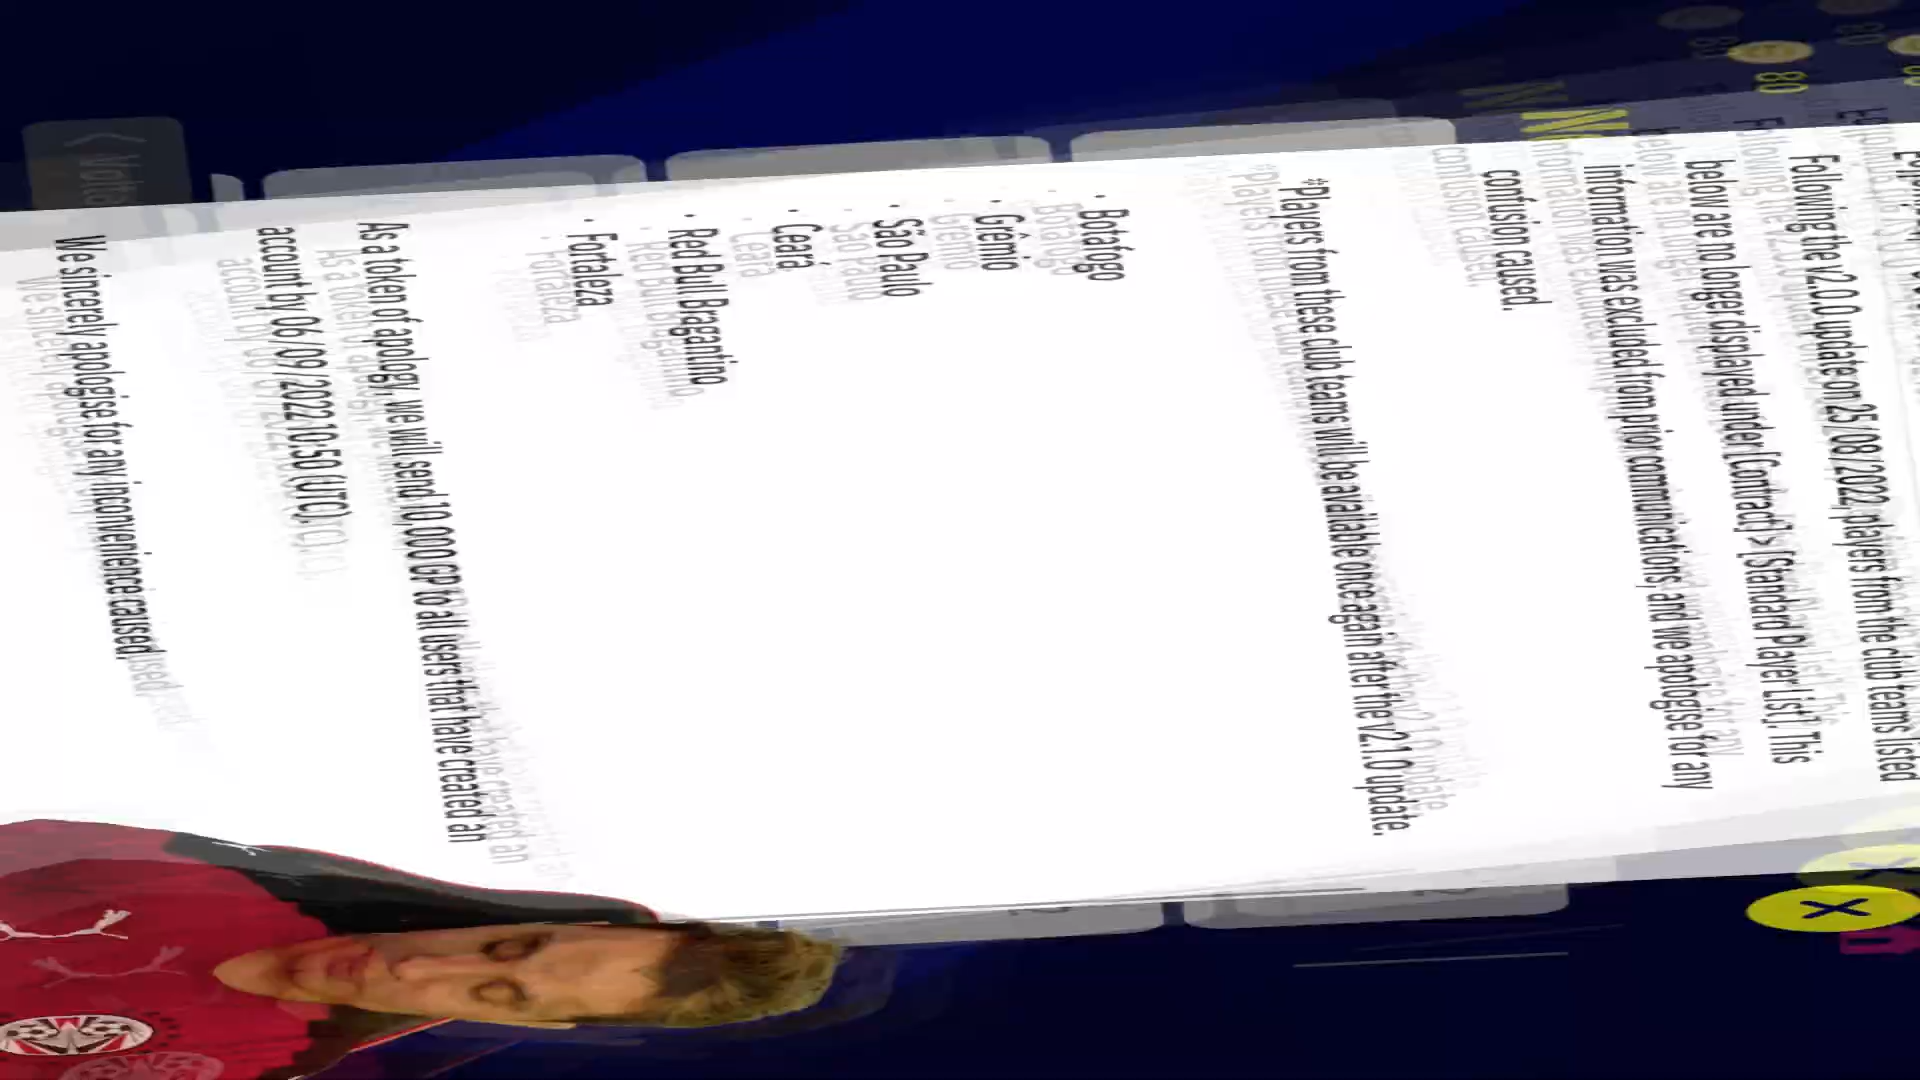 Following the v2.0.0 update on 25/08/2022, players from the club teams listed
below are no longer displayed under [Contract] > [Standard Player List]. This
information was excluded from prior communications, and we apologise for any
confusion caused.
*Players from these club teams will be available once again after the v2.1.0 update.
・Botafogo
・Grêmio
・São Paulo
・Ceará
・Red Bull Bragantino
・Fortaleza
As a token of apology, we will send 10,000 GP to all users that have created an
account by 06/09/2022 10:50 (UTC).
We sincerely apologise for any inconvenience caused.
80
< Volta